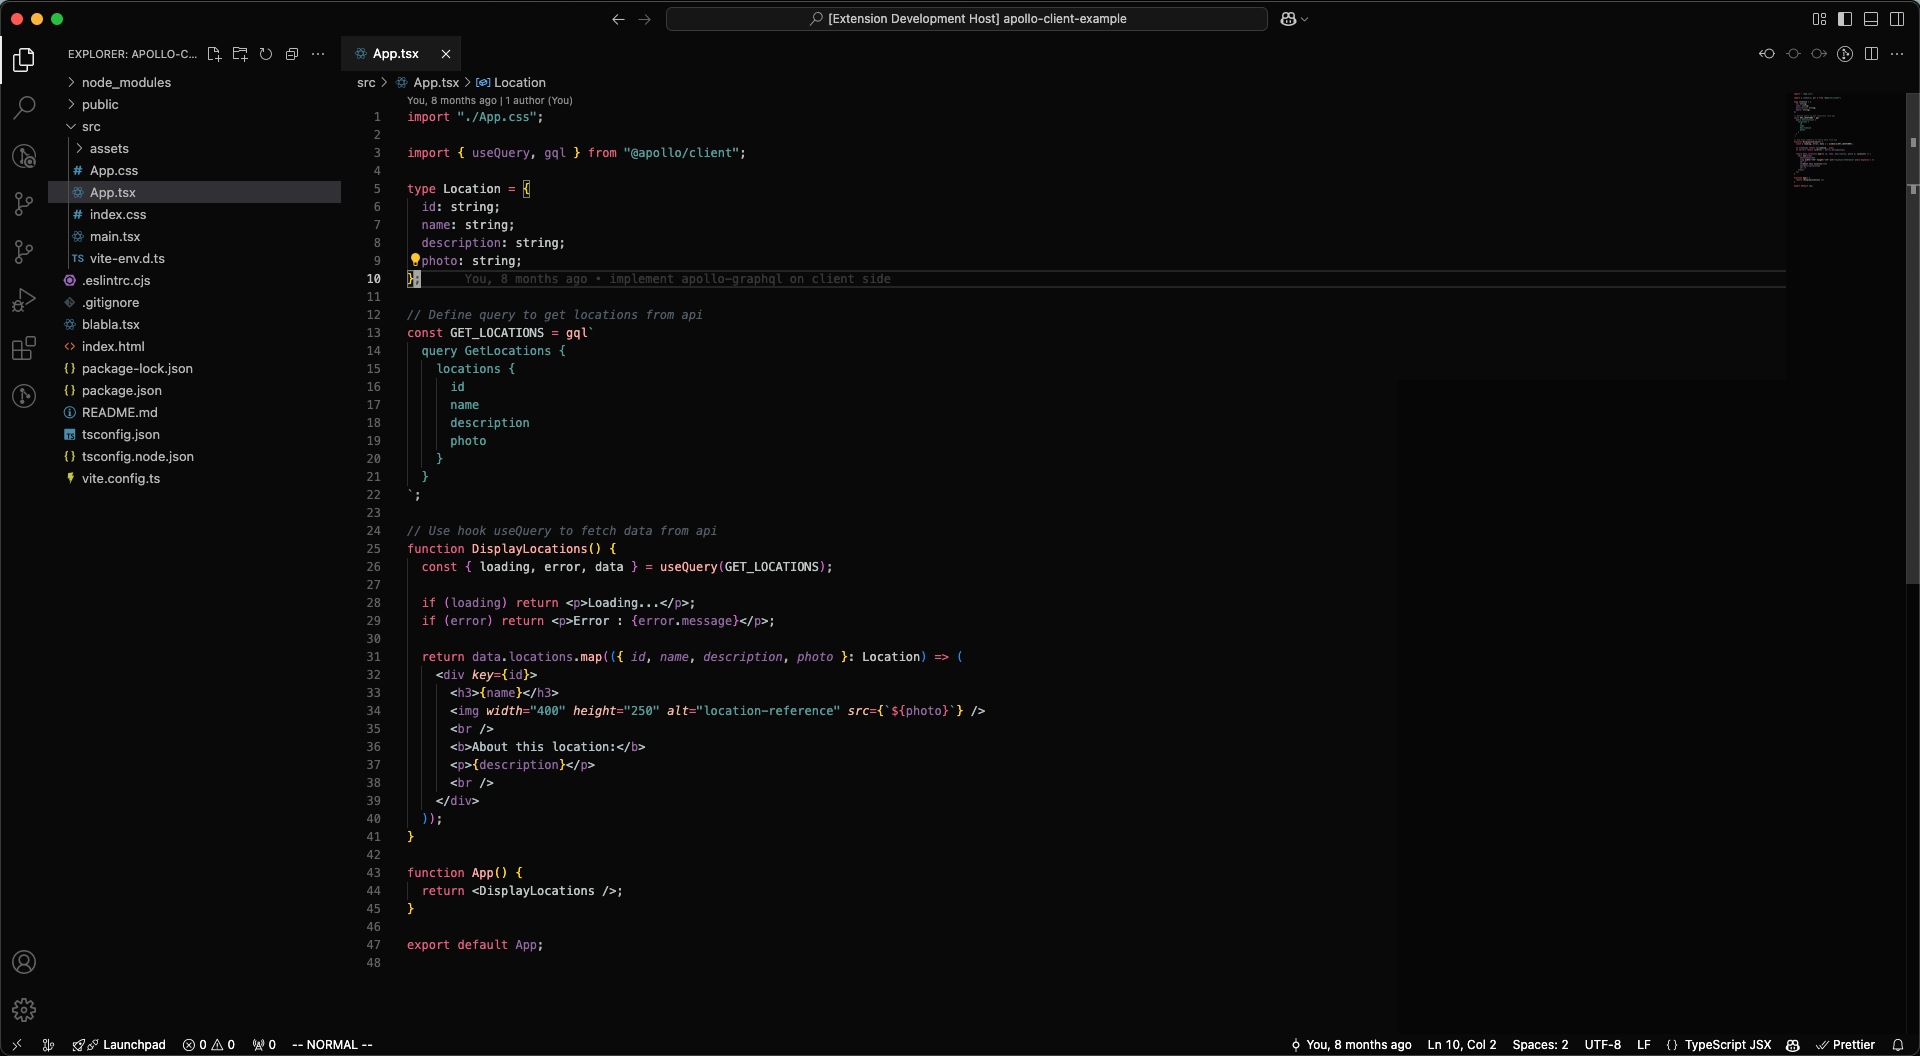 [Extension Development Host] apollo-client-example
EXPLORER: APOLLO-C...
node_modules
public
src
assets
App.css
App.tsx
index.css
main.tsx
TS vite-env.d.ts
.eslintrc.cjs
.gitignore
blabla.tsx
index.html
package-lock.json
package.json
README.md
tsconfig.json
tsconfig.node.json
vite.config.ts
App.tsx
src > App.tsx > Location
You, 8 months ago | 1 author (You)
1 import "./App.css";
2
3 import { useQuery, gql } from "@apollo/client";
4
5 type Location = {
6   id: string;
7   name: string;
8   description: string;
9   photo: string;
10 }; You, 8 months ago • implement apollo-graphql on client side
11
12 // Define query to get locations from api
13 const GET_LOCATIONS = gql`
14   query GetLocations {
15     locations {
16       id
17       name
18       description
19       photo
20     }
21   }
22 `;
23
24 // Use hook useQuery to fetch data from api
25 function DisplayLocations() {
26   const { loading, error, data } = useQuery(GET_LOCATIONS);
27
28   if (loading) return <p>Loading...</p>;
29   if (error) return <p>Error : {error.message}</p>;
30
31   return data.locations.map(({ id, name, description, photo }: Location) => (
32     <div key={id}>
33       <h3>{name}</h3>
34       <img width="400" height="250" alt="location-reference" src={`${photo}`} />
35       <br />
36       <b>About this location:</b>
37       <p>{description}</p>
38       <br />
39     </div>
40   ));
41 }
42
43 function App() {
44   return <DisplayLocations />;
45 }
46
47 export default App;
48
Launchpad 0 0 0 -- NORMAL -- You, 8 months ago Ln 10, Col 2 Spaces: 2 UTF-8 LF {} TypeScript JSX Prettier